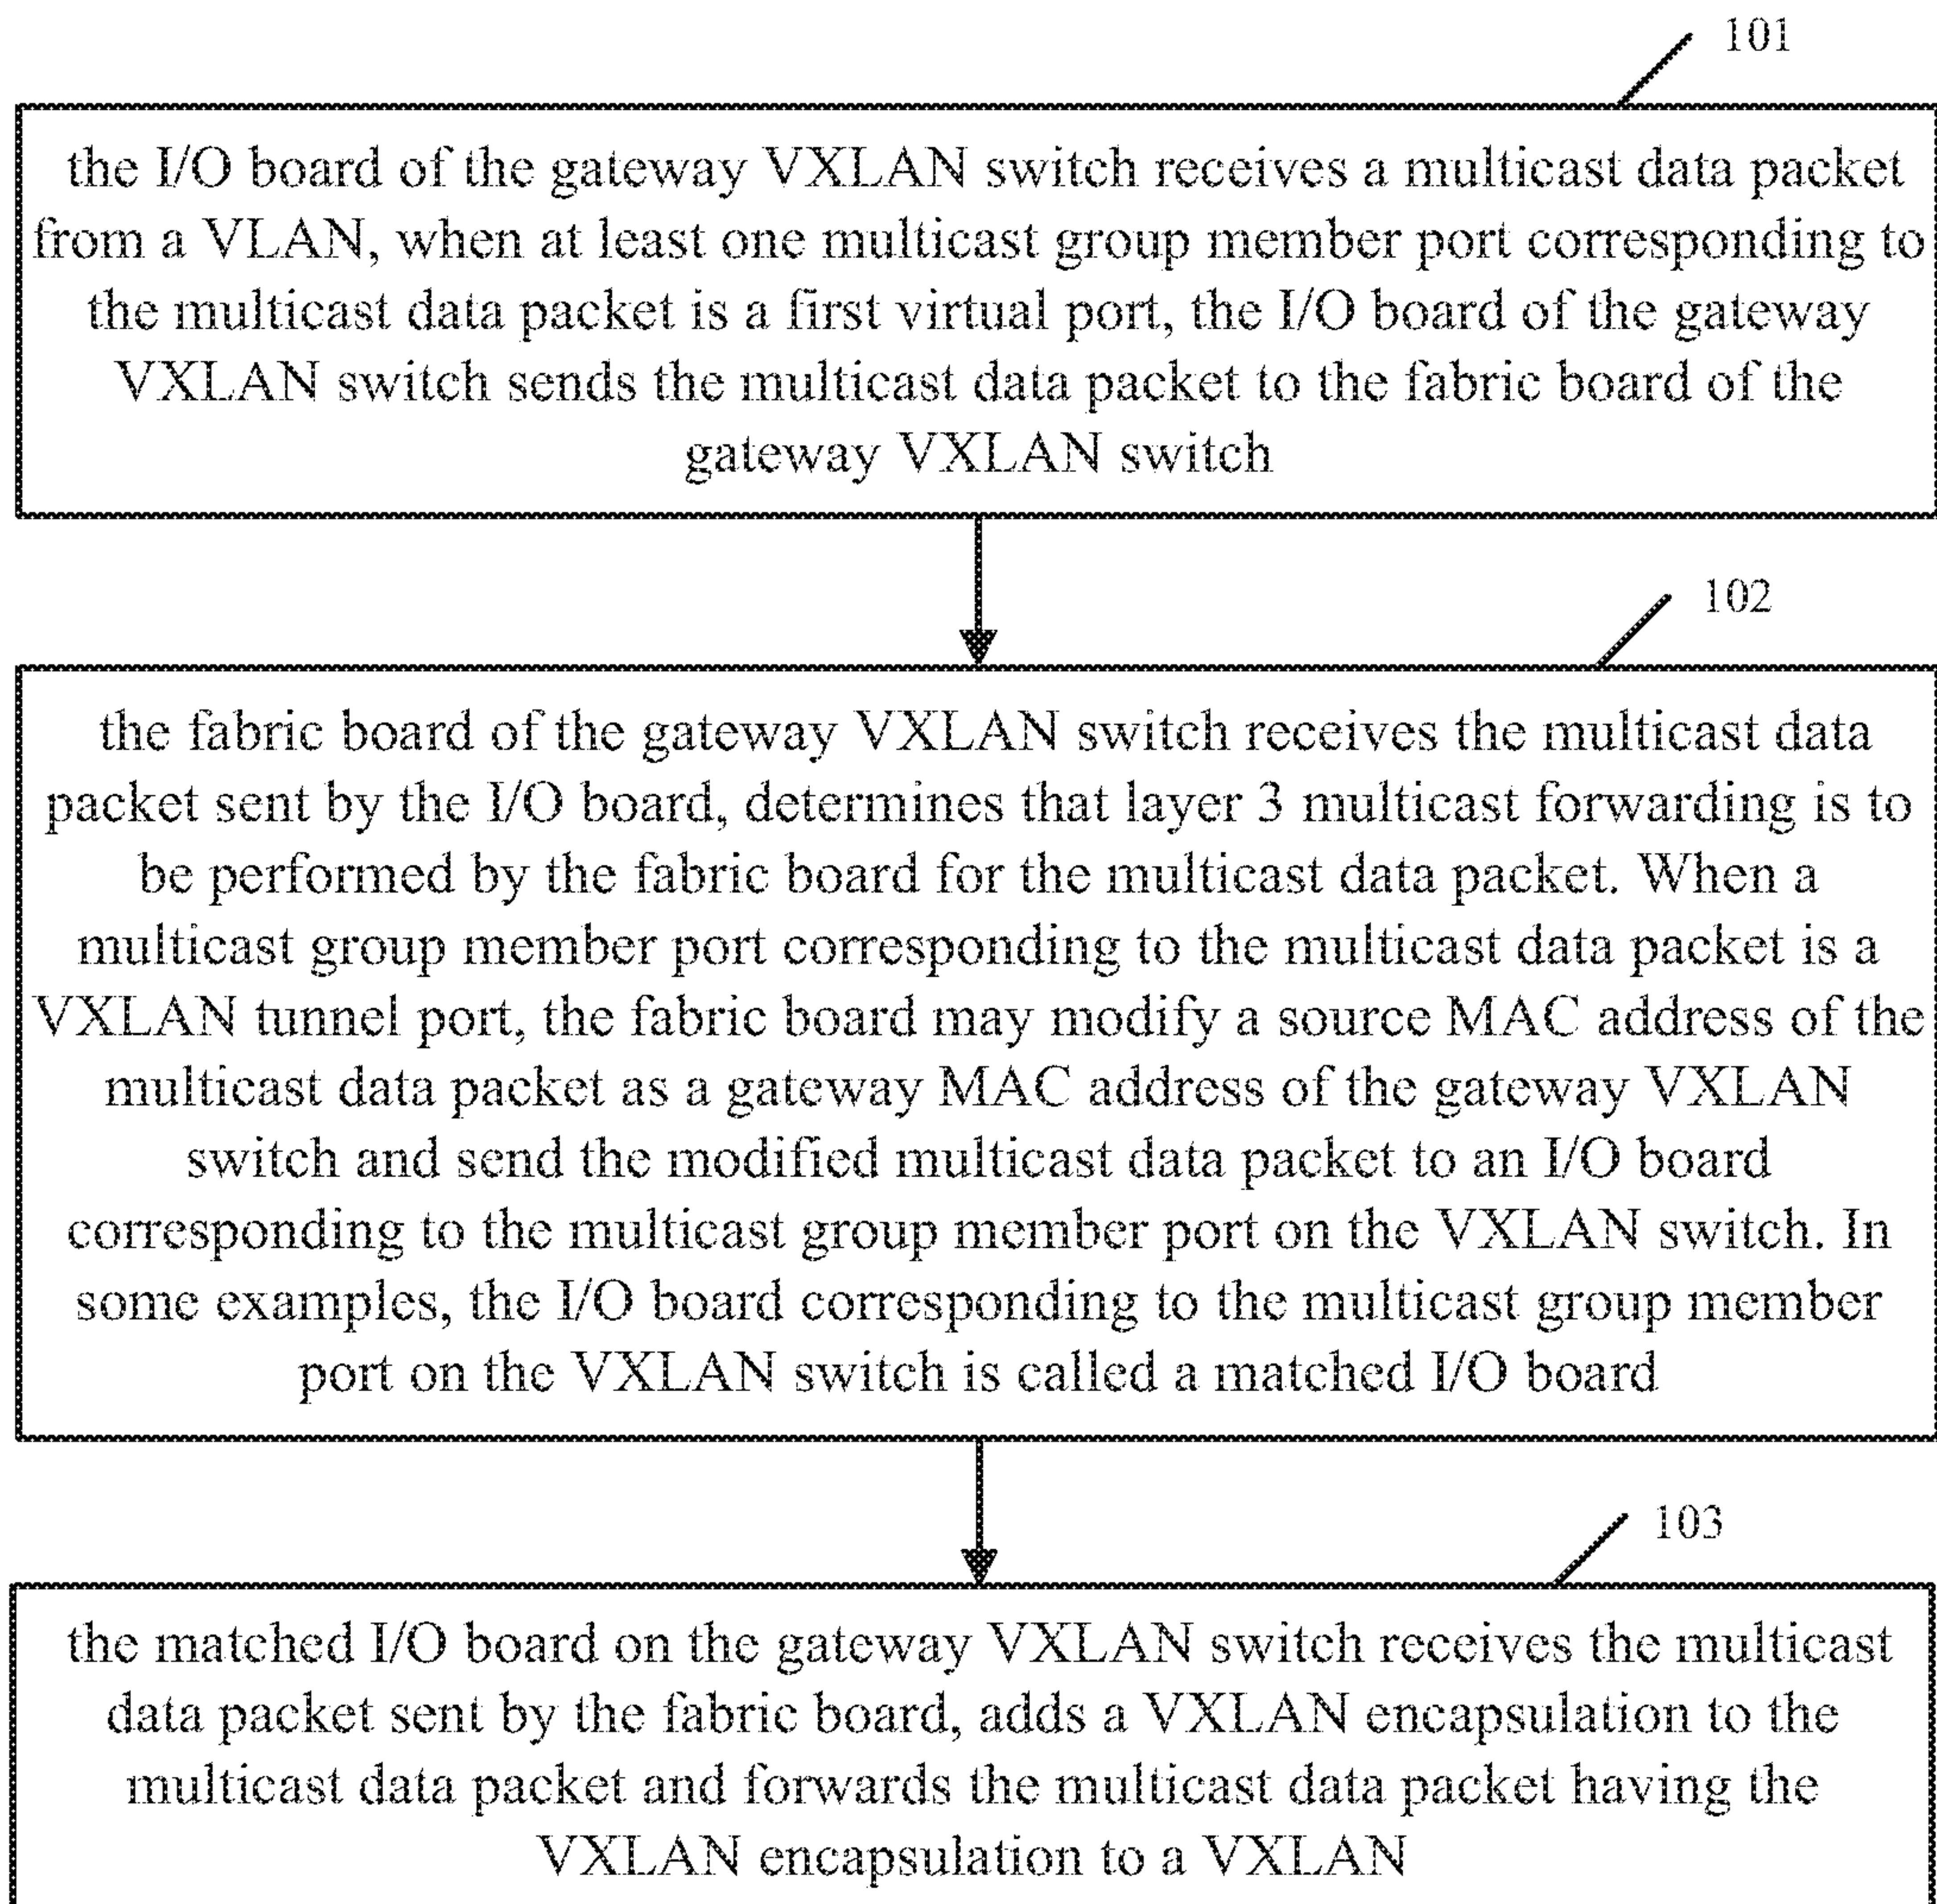 101
the I/O board of the gateway VXLAN switch receives a multicast data packet
from a VLAN, when at least one multicast group member port corresponding to
the multicast data packet is a first virtual port, the I/O board of the gateway
VXLAN switch sends the multicast data packet to the fabric board of the
gateway VXLAN switch
102
the fabric board of the gateway VXLAN switch receives the multicast data
packet sent by the I/O board, determines that layer 3 multicast forwarding is to
be performed by the fabric board for the multicast data packet. When a
multicast group member port corresponding to the multicast data packet is a
VXLAN tunnel port, the fabric board may modify a source MAC address of the
multicast data packet as a gateway MAC address of the gateway VXLAN
switch and send the modified multicast data packet to an I/O board
corresponding to the multicast group member port on the VXLAN switch. In
some examples, the I/O board corresponding to the multicast group member
port on the VXLAN switch is called a matched I/O board
103
the matched I/O board on the gateway VXLAN switch receives the multicast
data packet sent by the fabric board, adds a VXLAN encapsulation to the
multicast data packet and forwards the multicast data packet having the
VXLAN encapsulation to a VXLAN